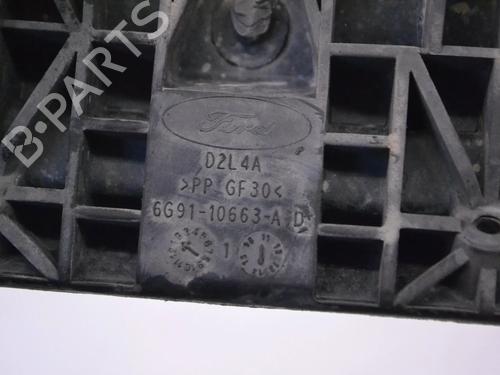 B-PARTS
Ford
D2L4A
>PP GF30<
6G91-10663-A D
1